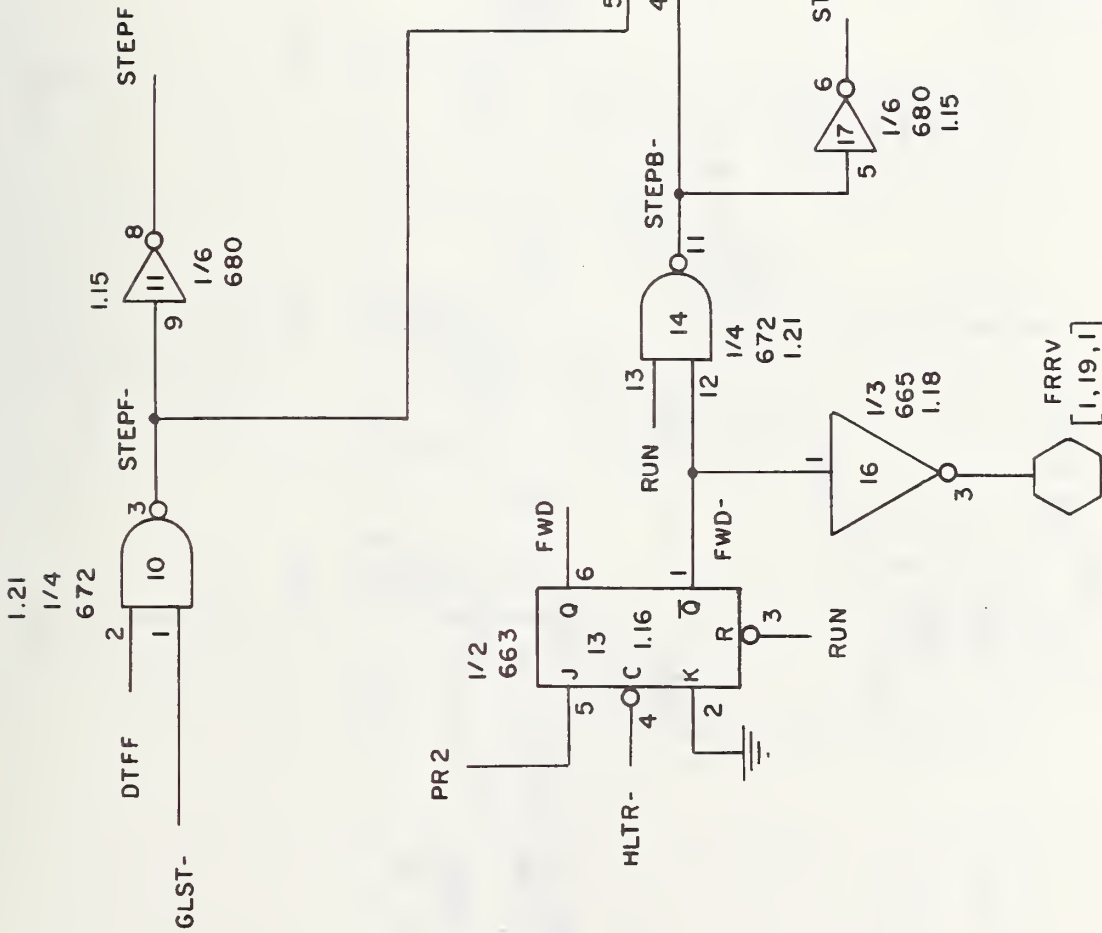 1.21
1/4
672
DTFF
2
1
GLST-
10
3
STEPF-
1.15
9
11
8
1/6
680
STEPF
5
4
PR2
1/2
663
5
J
Q
6
FWD
HLTR-
4
C
13
1.16
2
K
Q
1
FWD-
R
3
RUN
RUN
13
12
14
11
1/4
672
1.21
STEPB-
5
17
6
1/6
680
1.15
ST
1
16
3
1/3
665
1.18
FRRV
[1,19,1]